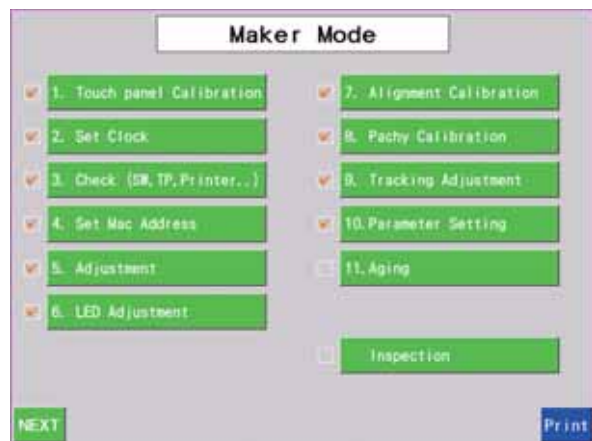 Maker Mode
1. Touch panel Calibration
2. Set Clock
3. Check (SW,TP,Printer..)
4. Set Mac Address
5. Adjustment
6. LED Adjustment
7. Alignment Calibration
8. Pachy Calibration
9. Tracking Adjustment
10.Parameter Setting
11.Aging
Inspection
NEXT
Print